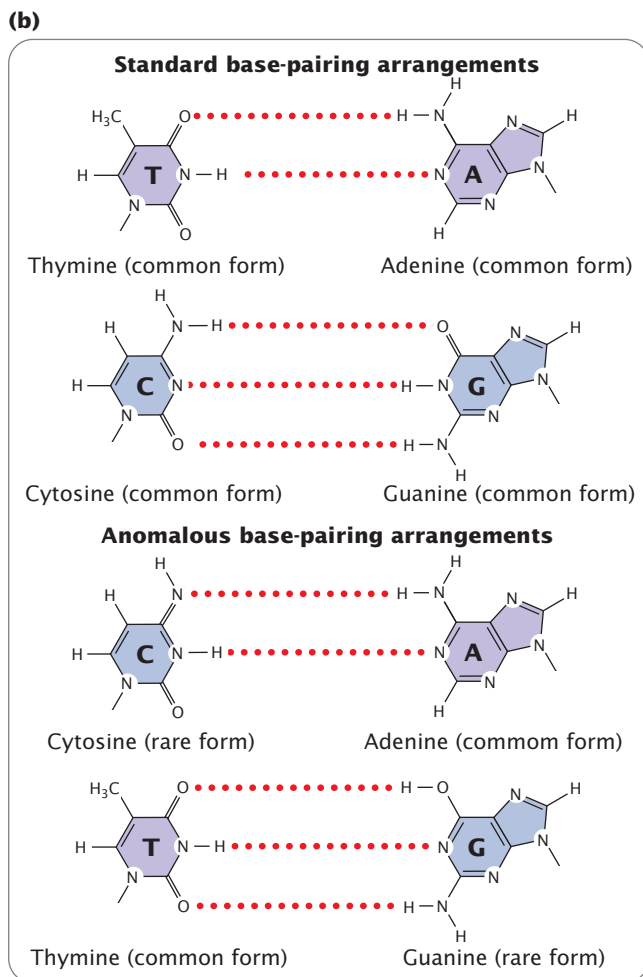 (b)
Standard base-pairing arrangements
H
H₃C O H N N H
T N H N A
H N N N
O H
Thymine (common form) Adenine (common form)
H
H N H O N H
C N H N G
H N N N
O H N
H
Cytosine (common form) Guanine (common form)
Anomalous base-pairing arrangements
H H
H N H N N H
C N H N A
H N N N
O H
Cytosine (rare form) Adenine (commom form)
H₃C O H O N H
T N H N G
H N N N
O H N
H
Thymine (common form) Guanine (rare form)